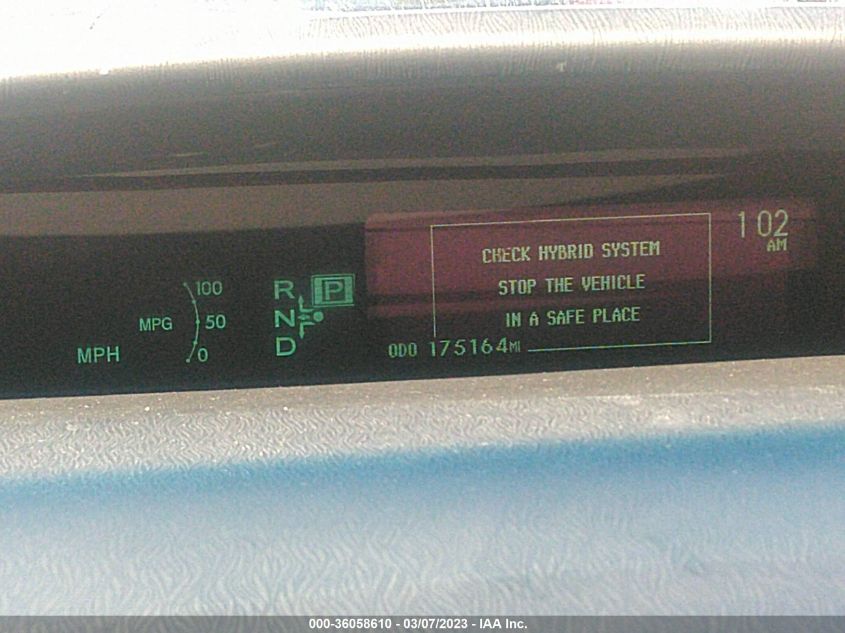 100
MPG 50
MPH 0
R P
N
D
CHECK HYBRID SYSTEM
STOP THE VEHICLE
IN A SAFE PLACE
ODO 175164MI
1 02
AM
000-36058610 - 03/07/2023 - IAA Inc.